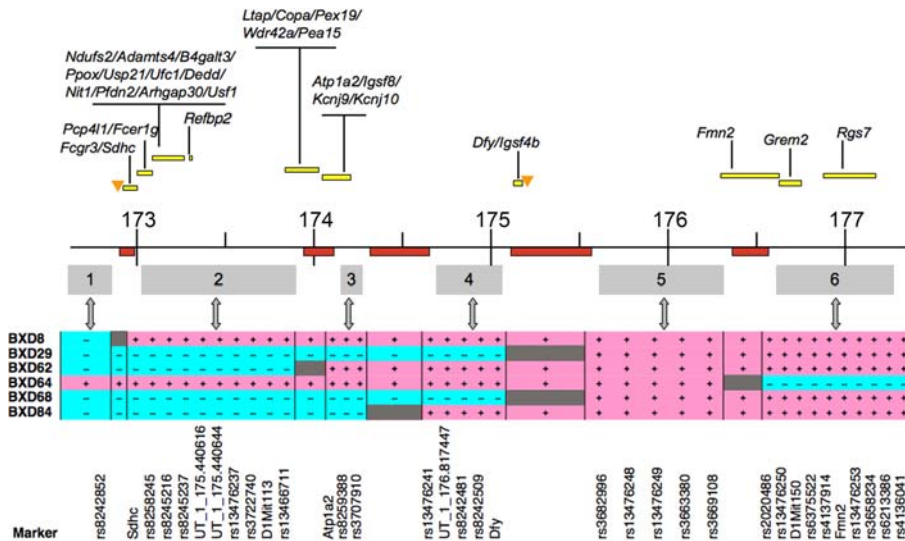 Ltap/Copa/Pex19/
Wdr42a/Pea15
Ndufs2/Adamts4/B4galt3/
Ppox/Usp21/Ufc1/Dedd/
Nit1/Pfdn2/Arhgap30/Usf1
Atp1a2/Igsf8/
Kcnj9/Kcnj10
Refbp2
Pcp4l1/Fcer1g
Fcgr3/Sdhc
Dfy/Igsf4b
Fmn2
Grem2
Rgs7
173 174 175 176 177
1 2 3 4 5 6
BXD8 - + + + + + + + + + + + + + + + + + + + + + + + + + + + + + + + + + +
BXD29 - - - - - - - - - - - - - - - - - - - - + + + + + + + + + + + + + +
BXD62 - - - - - - - - - - - + + + + + + + + + + + + + + + + + + + + + + +
BXD64 + + + + + + + + + + + + + + + + + + + + + + + + + + - - - - - - - -
BXD68 - - - - - - - - - - - - - - - - - - - - + + + + + + + + + + + + + +
BXD84 - - - - - - - - - - - - - - + + + + + + + + + + + + + + + + + + + +
Marker
rs8242852
Sdhc
rs8258245
rs8245216
rs8245237
UT_1_175.440616
UT_1_175.440644
rs13476237
rs3722740
D1Mit113
rs13466711
Atp1a2
rs8259388
rs3707910
rs13476241
UT_1_176.817447
rs8242481
rs8242509
Dfy
rs3682996
rs13476248
rs13476249
rs3663380
rs3669108
rs2020486
rs13476250
D1Mit150
rs6375522
rs4137914
Fmn2
rs13476253
rs3658234
rs6213386
rs4136041